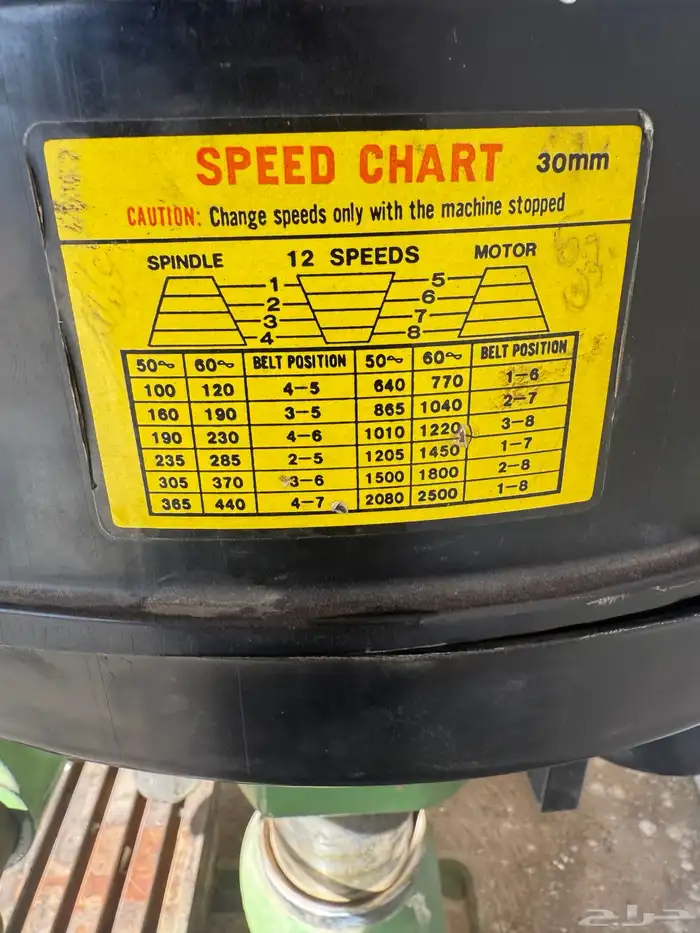 SPEED CHART 30mm
CAUTION: Change speeds only with the machine stopped
SPINDLE 12 SPEEDS MOTOR
1 5
2 6
3 7
4 8
50~ 60~ BELT POSITION 50~ 60~ BELT POSITION
100 120 4-5 640 770 1-6
160 190 3-5 865 1040 2-7
190 230 4-6 1010 1220 3-8
235 285 2-5 1205 1450 1-7
305 370 3-6 1500 1800 2-8
365 440 4-7 2080 2500 1-8
حراج